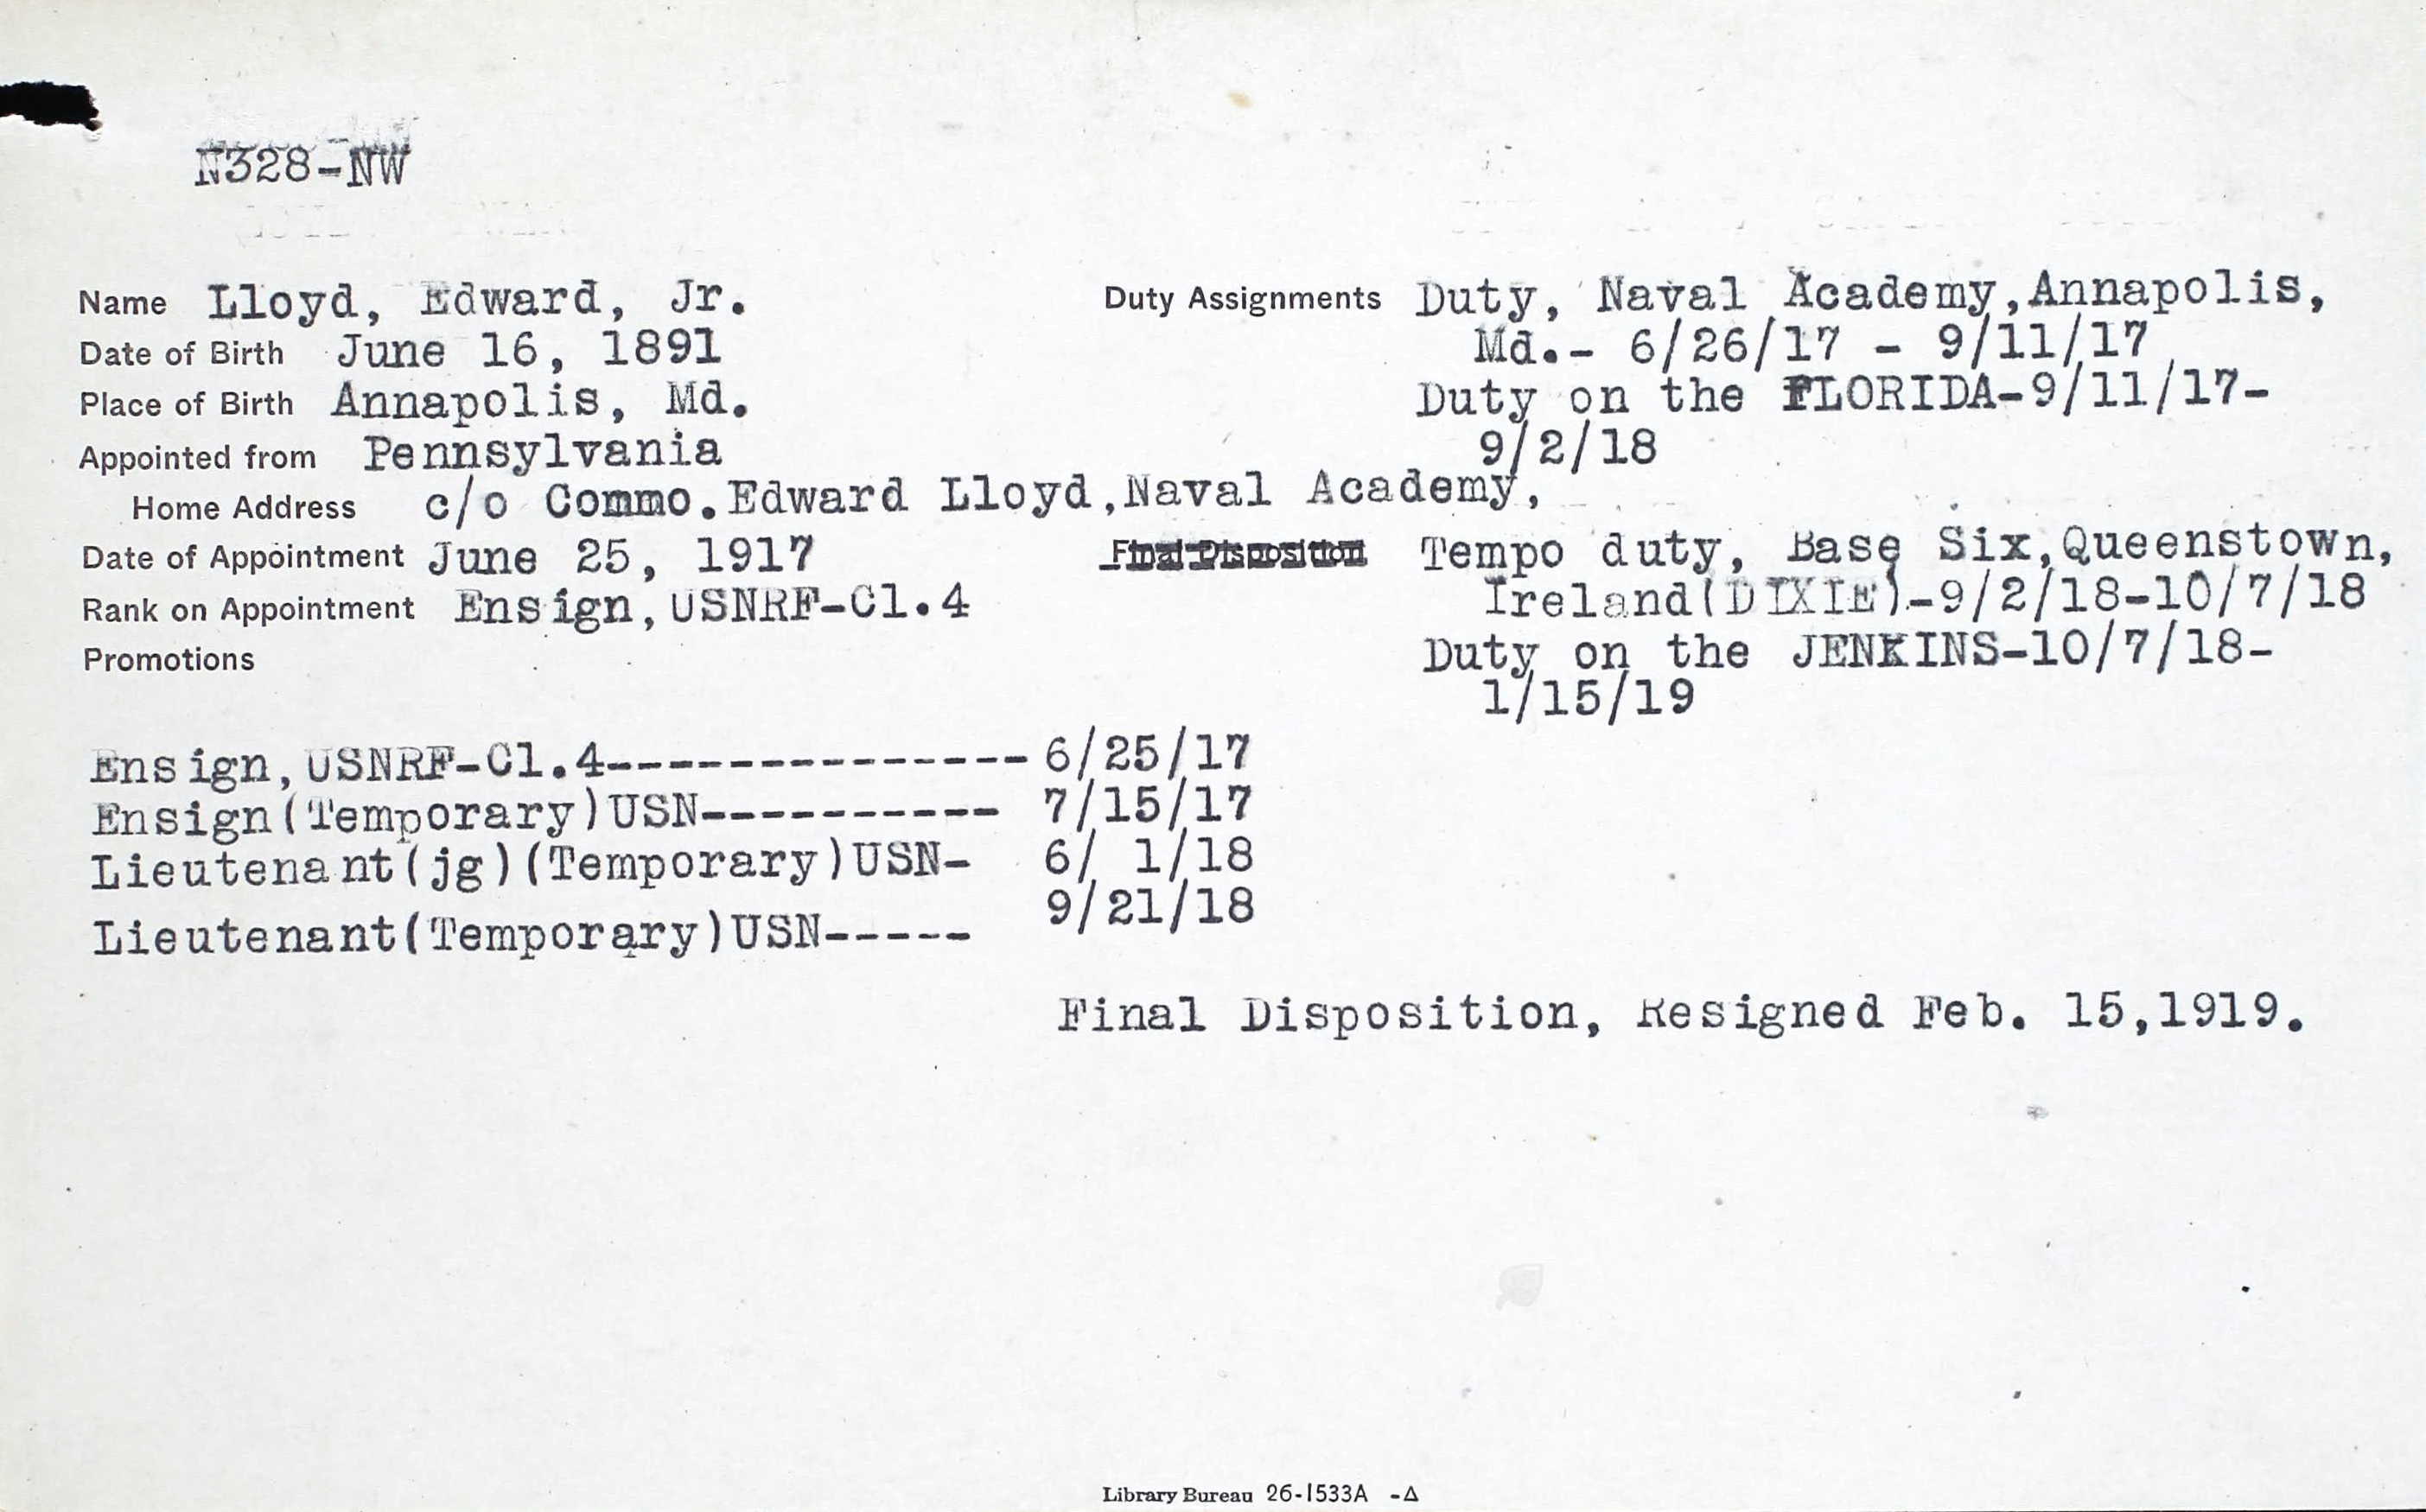 N328-NW
Name Lloyd, Edward, Jr.
Date of Birth June 16, 1891
Place of Birth Annapolis, Md.
Appointed from Pennsylvania
Home Address c/o Commo.Edward Lloyd,Naval Academy,
Date of Appointment June 25, 1917
Rank on Appointment Ensign,USNRF-Cl.4
Promotions
Ensign,USNRF-Cl.4-------------- 6/25/17
Ensign(Temporary)USN---------- 7/15/17
Lieutenant(jg)(Temporary)USN- 6/ 1/18
Lieutenant(Temporary)USN----- 9/21/18
Duty Assignments Duty, Naval Academy,Annapolis,
Md.- 6/26/17 - 9/11/17
Duty on the FLORIDA-9/11/17-
9/2/18
Final Disposition Tempo duty, Base Six,Queenstown,
Ireland(DIXIE)-9/2/18-10/7/18
Duty on the JENKINS-10/7/18-
1/15/19
Final Disposition, Resigned Feb. 15,1919.
Library Bureau 26-1533A -Δ